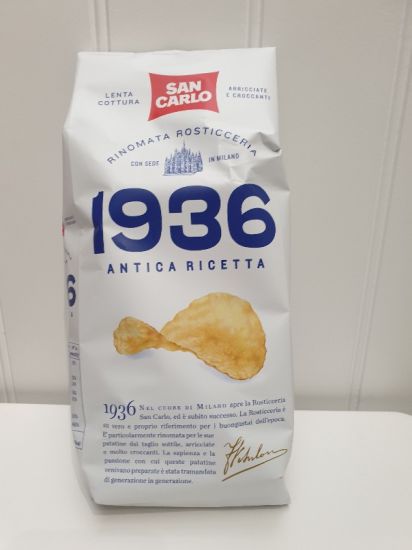 LENTA
COTTURA
SAN
CARLO
ARRICCIATE
E CROCCANTI
RINOMATA ROSTICCERIA
CON SEDE IN MILANO
1936
ANTICA RICETTA
6
1936 NEL CUORE DI MILANO apre la Rosticceria
San Carlo, ed è subito successo. La Rosticceria è
un vero e proprio riferimento per i buongustai dell'epoca.
È particolarmente rinomata per le sue
patatine dal taglio sottile, arricciate
e molto croccanti. La sapienza e la
passione con cui queste patatine
venivano preparate è stata tramandata
di generazione in generazione.